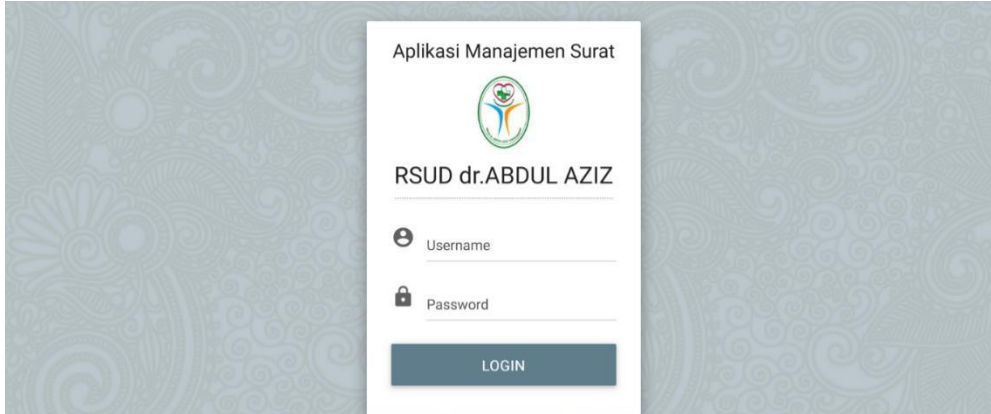 Aplikasi Manajemen Surat
RSUD dr.ABDUL AZIZ
Username
Password
LOGIN